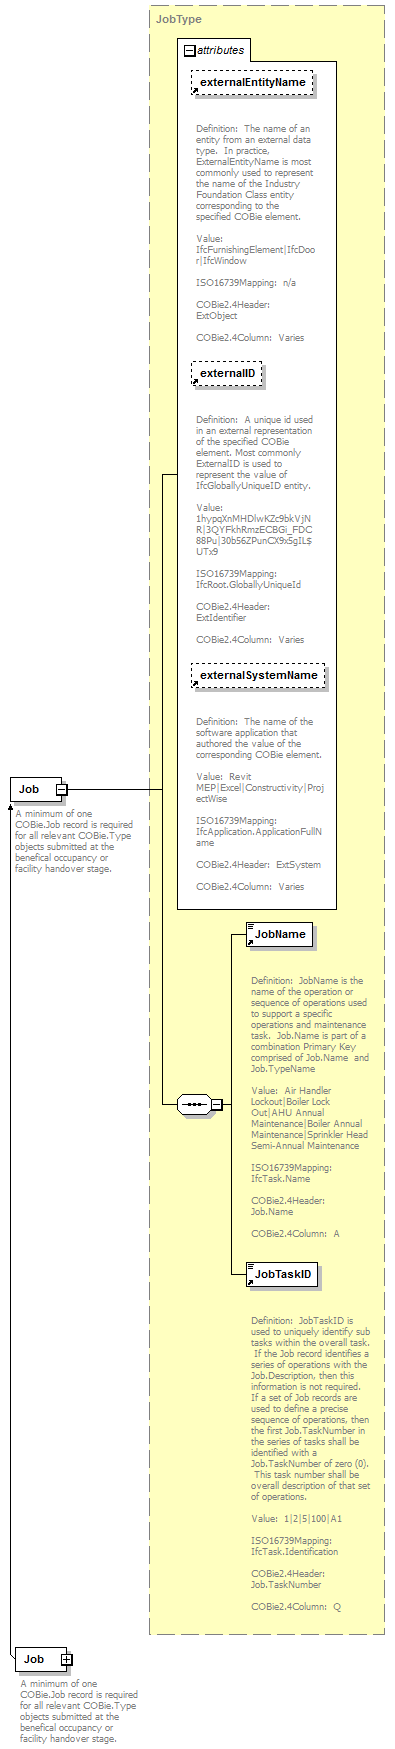 JobType
attributes
externalEntityName
Definition:  The name of an
entity from an external data
type.  In practice,
ExternalEntityName is most
commonly used to represent
the name of the Industry
Foundation Class entity
corresponding to the
specified COBie element.
Value:
IfcFurnishingElement|IfcDoo
r|IfcWindow
ISO16739Mapping:  n/a
COBie2.4Header:
ExtObject
COBie2.4Column:  Varies
externalID
Definition:  A unique id used
in an external representation
of the specified COBie
element. Most commonly
ExternalID is used to
represent the value of
IfcGloballyUniqueID entity.
Value:
1hypqXnMHDlwKZc9bkVjN
R|3QYFkhRmzECBGi_FDC
88Pu|30b56ZPunCX9x5gIL$
UTx9
ISO16739Mapping:
IfcRoot.GloballyUniqueId
COBie2.4Header:
ExtIdentifier
COBie2.4Column:  Varies
externalSystemName
Definition:  The name of the
software application that
authored the value of the
corresponding COBie element.
Value:  Revit
MEP|Excel|Constructivity|Proj
ectWise
ISO16739Mapping:
IfcApplication.ApplicationFullN
ame
COBie2.4Header:  ExtSystem
COBie2.4Column:  Varies
Job
A minimum of one
COBie.Job record is required
for all relevant COBie.Type
objects submitted at the
benefical occupancy or
facility handover stage.
JobName
Definition:  JobName is the
name of the operation or
sequence of operations used
to support a specific
operations and maintenance
task.  Job.Name is part of a
combination Primary Key
comprised of Job.Name  and
Job.TypeName
Value:  Air Handler
Lockout|Boiler Lock
Out|AHU Annual
Maintenance|Boiler Annual
Maintenance|Sprinkler Head
Semi-Annual Maintenance
ISO16739Mapping:
IfcTask.Name
COBie2.4Header:
Job.Name
COBie2.4Column:  A
JobTaskID
Definition:  JobTaskID is
used to uniquely identify sub
tasks within the overall task.
If the Job record identifies a
series of operations with the
Job.Description, then this
information is not required.
If a set of Job records are
used to define a precise
sequence of operations, then
the first Job.TaskNumber in
the series of tasks shall be
identified with a
Job.TaskNumber of zero (0).
This task number shall be
overall description of that set
of operations.
Value:  1|2|5|100|A1
ISO16739Mapping:
IfcTask.Identification
COBie2.4Header:
Job.TaskNumber
COBie2.4Column:  Q
Job
A minimum of one
COBie.Job record is required
for all relevant COBie.Type
objects submitted at the
benefical occupancy or
facility handover stage.